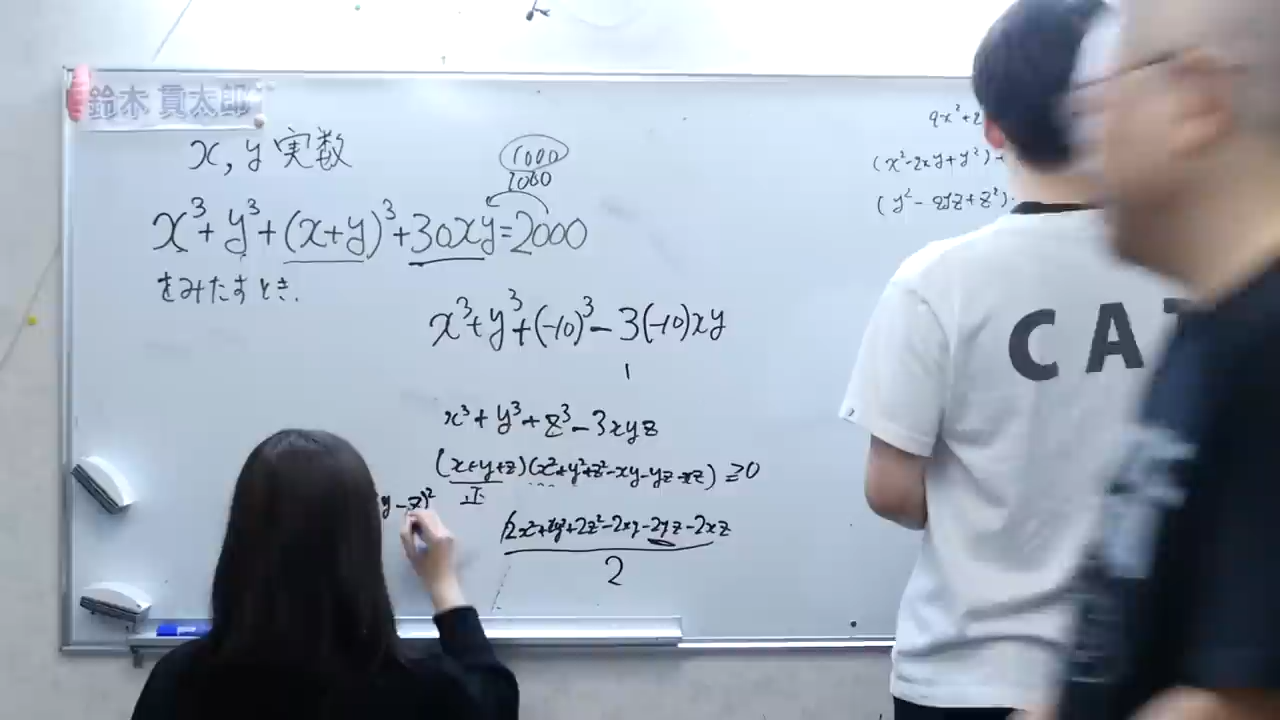 鈴木 貫太郎
x, y 実数
1000
1000
x³+y³+(x+y)³+30xy=2000
をみたすとき.
x³+y³+(-10)³-3(-10)xy
x³+y³+z³-3xyz
(x+y+z)(x²+y²+z²-xy-yz-xz) ≧0
正
y-z)²
2x²+2y²+2z²-2xy-2yz-2xz
2
(x²-2xy+y²)+
(y²-2yz+z²)
CA